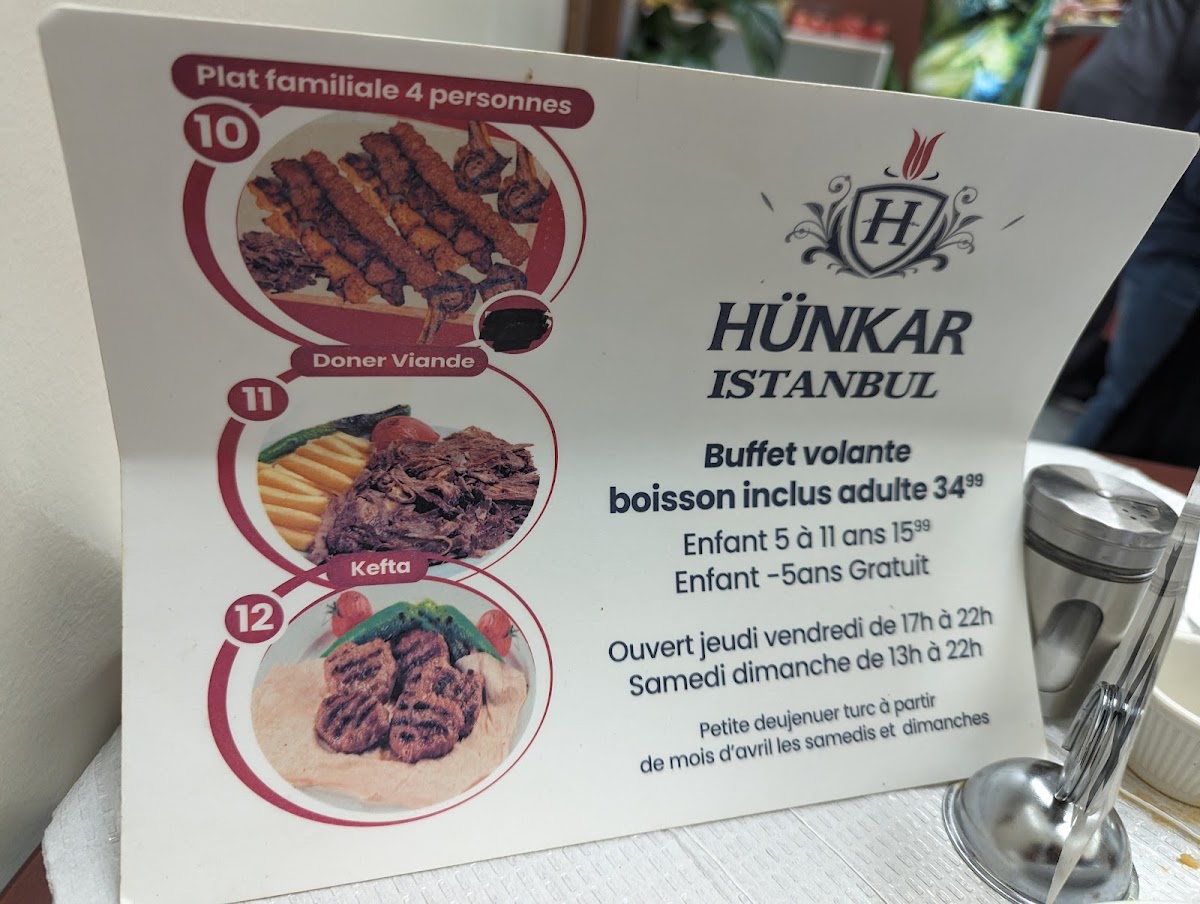 Plat familiale 4 personnes
10
Doner Viande
11
Kefta
12
H
HÜNKAR
ISTANBUL
Buffet volante
boisson inclus adulte 34⁹⁹
Enfant 5 à 11 ans 15⁹⁹
Enfant -5ans Gratuit
Ouvert jeudi vendredi de 17h à 22h
Samedi dimanche de 13h à 22h
Petite deujenuer turc à partir
de mois d'avril les samedis et dimanches